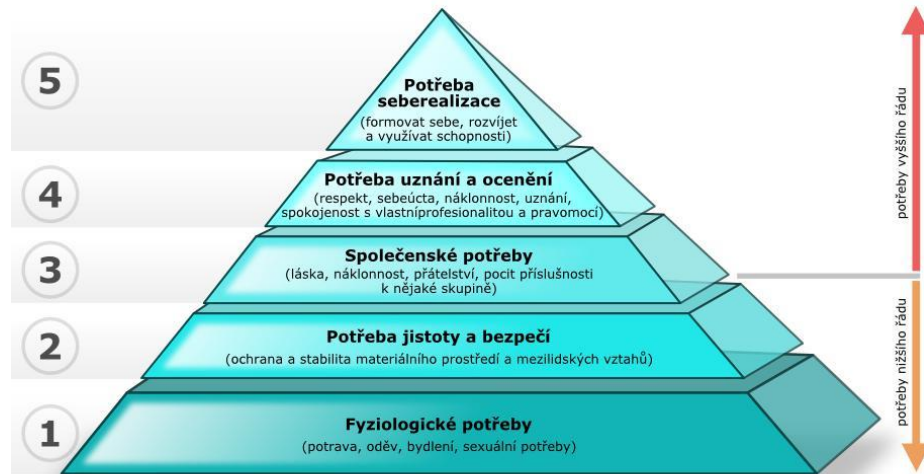 5
Potřeba
seberealizace
(formovat sebe, rozvíjet
a využívat schopnosti)
4
Potřeba uznání a ocenění
(respekt, sebeúcta, náklonnost, uznání,
spokojenost s vlastníprofesionalitou a pravomocí)
3
Společenské potřeby
(láska, náklonnost, přátelství, pocit příslušnosti
k nějaké skupině)
2
Potřeba jistoty a bezpečí
(ochrana a stabilita materiálního prostředí a mezilidských vztahů)
1
Fyziologické potřeby
(potrava, oděv, bydlení, sexuální potřeby)
potřeby vyššího řádu
potřeby nižšího řádu